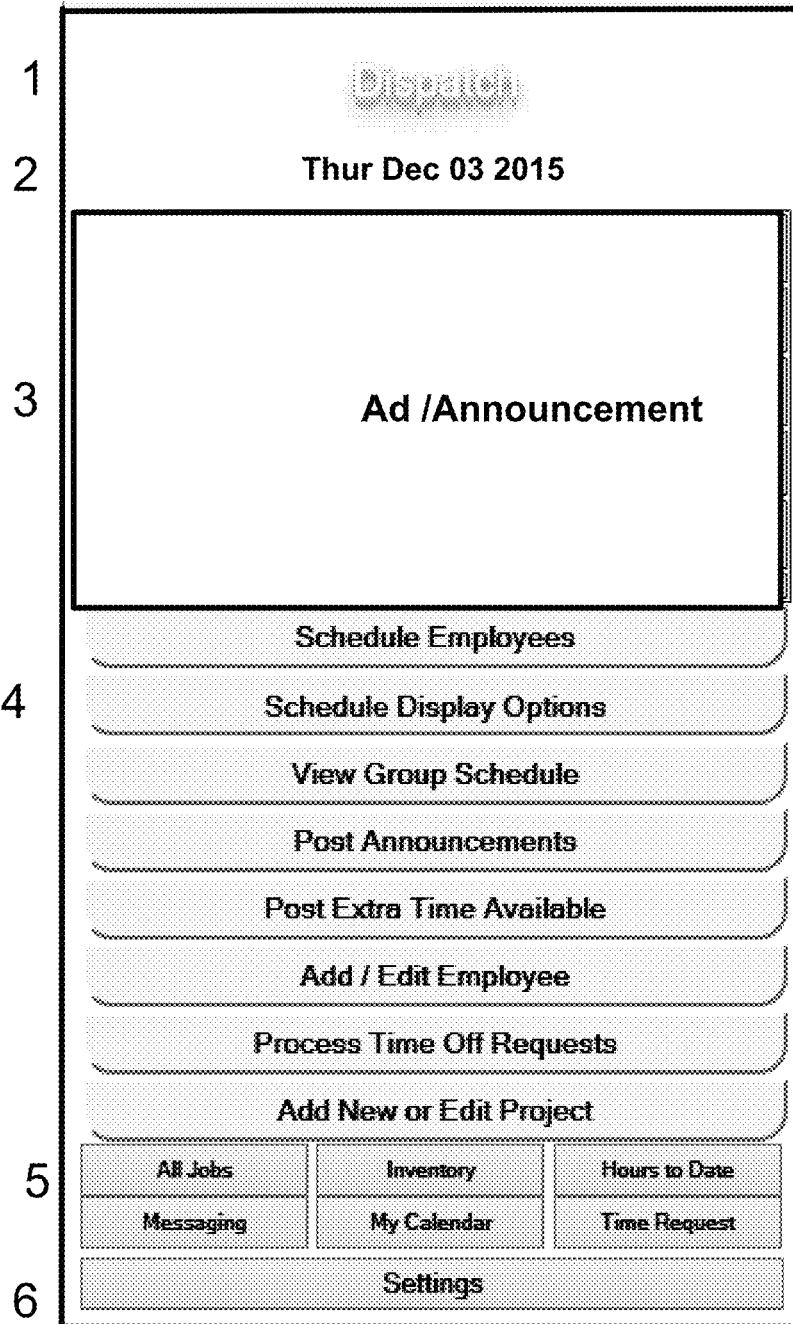 1
Dispatch
2
Thur Dec 03 2015
3
Ad /Announcement
Schedule Employees
4
Schedule Display Options
View Group Schedule
Post Announcements
Post Extra Time Available
Add / Edit Employee
Process Time Off Requests
Add New or Edit Project
5
All Jobs Inventory Hours to Date
Messaging My Calendar Time Request
6
Settings